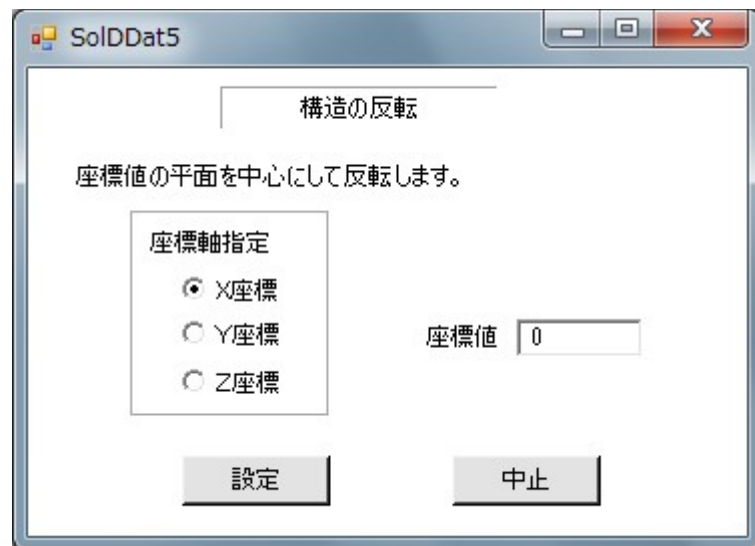 SolDDat5
構造の反転
座標値の平面を中心にして反転します。
座標軸指定
X座標
Y座標
座標値 0
Z座標
設定 中止